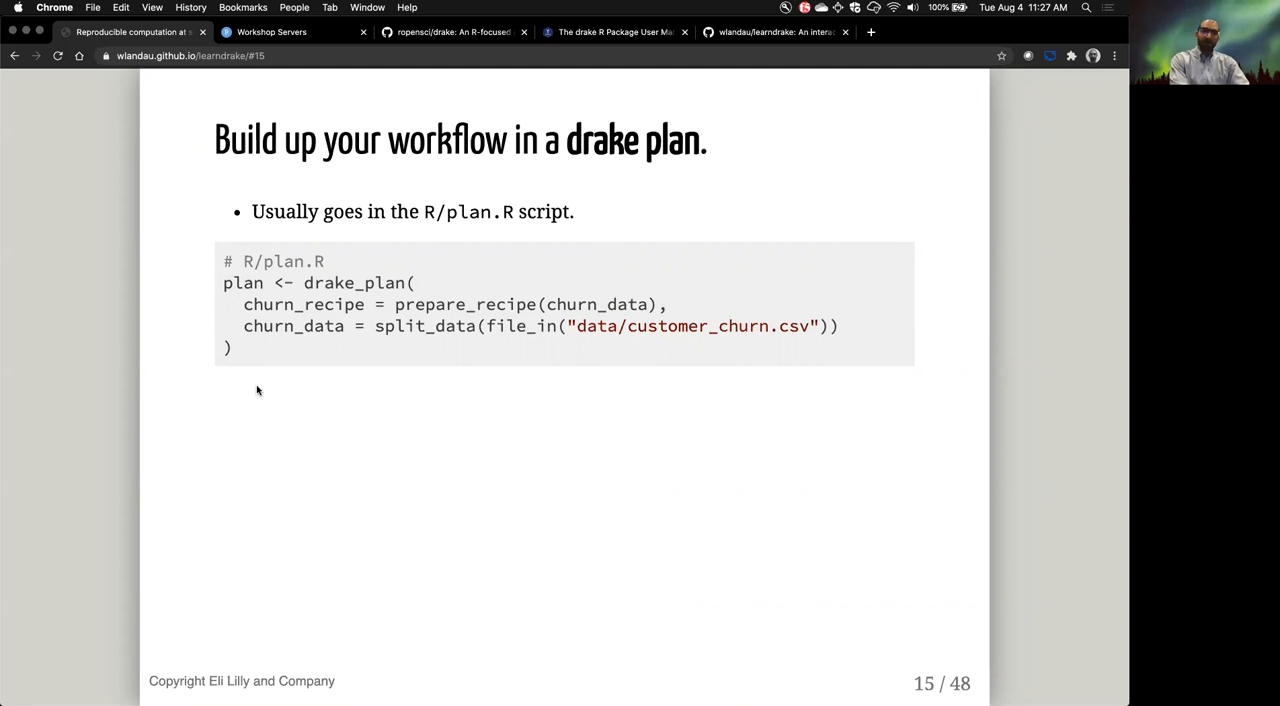 Chrome File Edit View History Bookmarks People Tab Window Help 100% Tue Aug 4 11:27 AM
Reproducible computation at s Workshop Servers ropensci/drake: An R-focused The drake R Package User Ma wlandau/learndrake: An interac
wlandau.github.io/learndrake/#15
Build up your workflow in a drake plan.
• Usually goes in the R/plan.R script.
# R/plan.R
plan <- drake_plan(
  churn_recipe = prepare_recipe(churn_data),
  churn_data = split_data(file_in("data/customer_churn.csv"))
)
Copyright Eli Lilly and Company
15 / 48